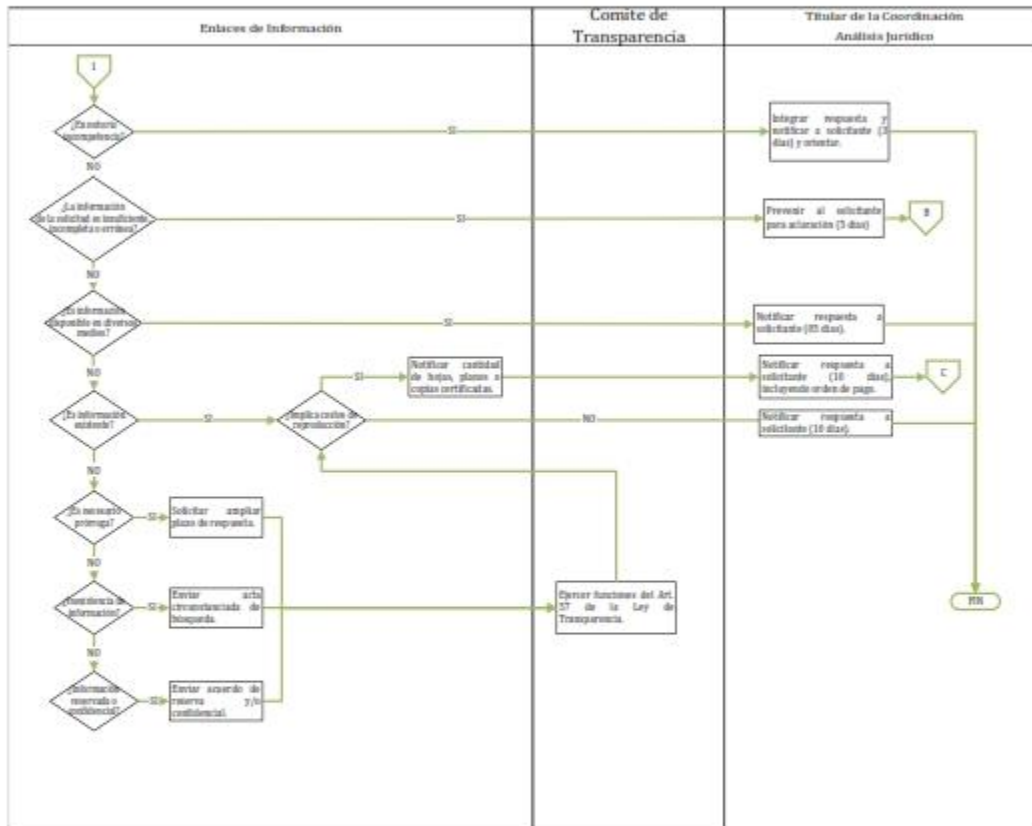 Enlaces de Información
Comite de
Transparencia
Titular de la Coordinación
Análisis Jurídico
1
¿Es notoria
incompetencia?
SI
Integrar respuesta y
notificar a solicitante (3
días) y orientar.
NO
¿La información
de la solicitud es insuficiente,
incompleta o errónea?
SI
Prevenir al solicitante
para aclaración (5 días)
B
NO
¿Es información
disponible en diversos
medios?
SI
Notificar respuesta a
solicitante (05 días).
NO
SI
Notificar cantidad
de hojas, planos o
copias certificadas.
Notificar respuesta a
solicitante (10 días),
incluyendo orden de pago.
C
¿Es información
existente?
SI
¿Implica costos de
reproducción?
NO
Notificar respuesta a
solicitante (10 días).
NO
¿Es necesario
prórroga?
SI
Solicitar ampliar
plazo de respuesta.
NO
¿Inexistencia de
información?
SI
Enviar acta
circunstanciada de
búsqueda.
Ejercer funciones del Art.
57 de la Ley de
Transparencia.
FIN
NO
¿Información
reservada o
confidencial?
SI
Enviar acuerdo de
reserva y/o
confidencial.